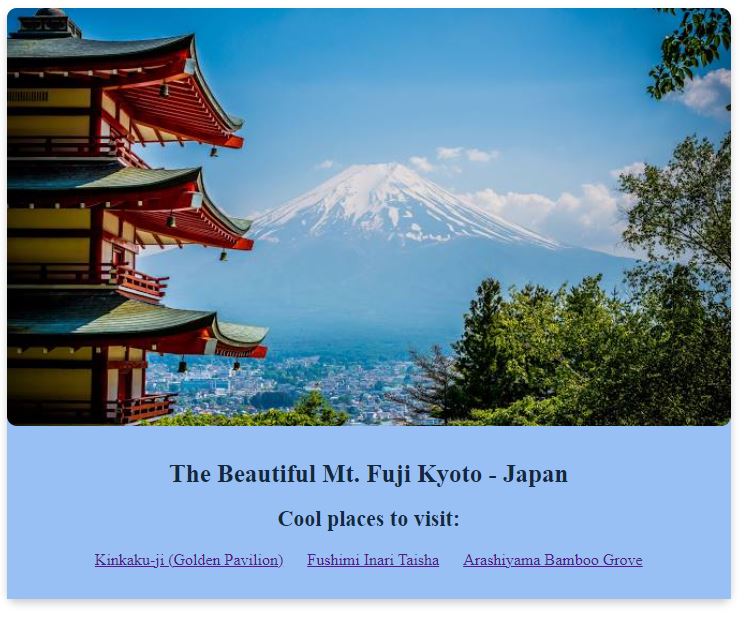 The Beautiful Mt. Fuji Kyoto - Japan
Cool places to visit:
Kinkaku-ji (Golden Pavilion) Fushimi Inari Taisha Arashiyama Bamboo Grove